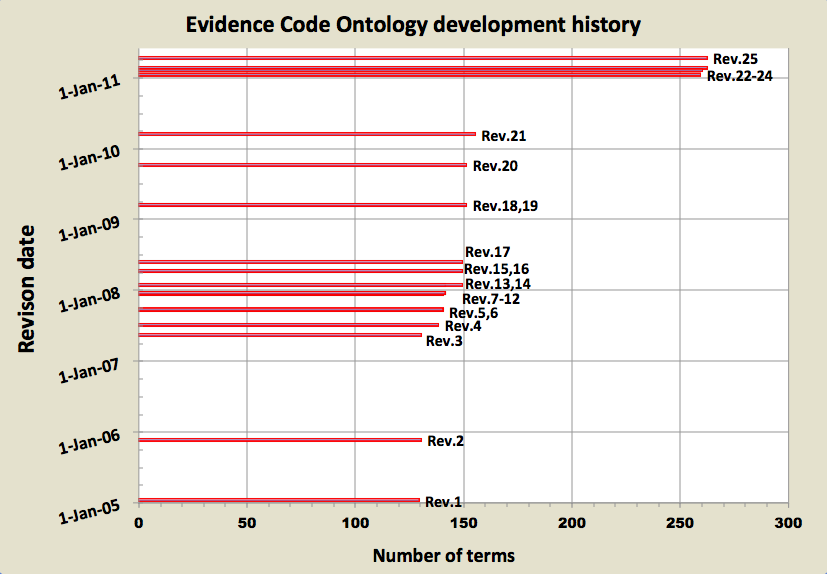 Evidence Code Ontology development history
Rev.25
1-Jan-11
Rev.22-24
Rev.21
1-Jan-10
Rev.20
Rev.18,19
1-Jan-09
Rev.17
Rev.15,16
Rev.13,14
1-Jan-08
Rev.7-12
Rev.5,6
Rev.4
Rev.3
1-Jan-07
1-Jan-06
Rev.2
1-Jan-05
Rev.1
Revison date
0 50 100 150 200 250 300
Number of terms